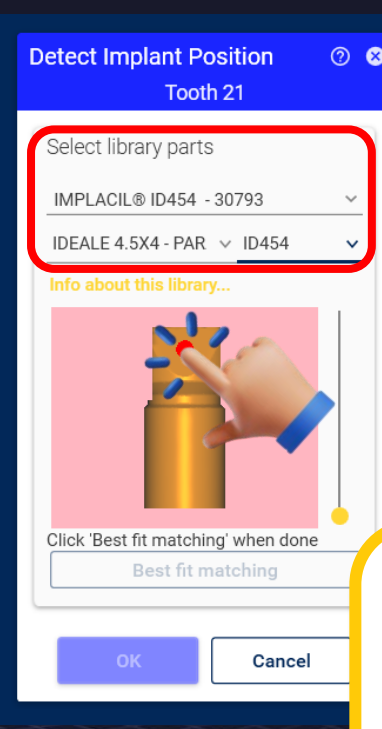 Detect Implant Position
Tooth 21
Select library parts
IMPLACIL® ID454 - 30793
IDEALE 4.5X4 - PAR ID454
Info about this library...
Click 'Best fit matching' when done
Best fit matching
OK Cancel